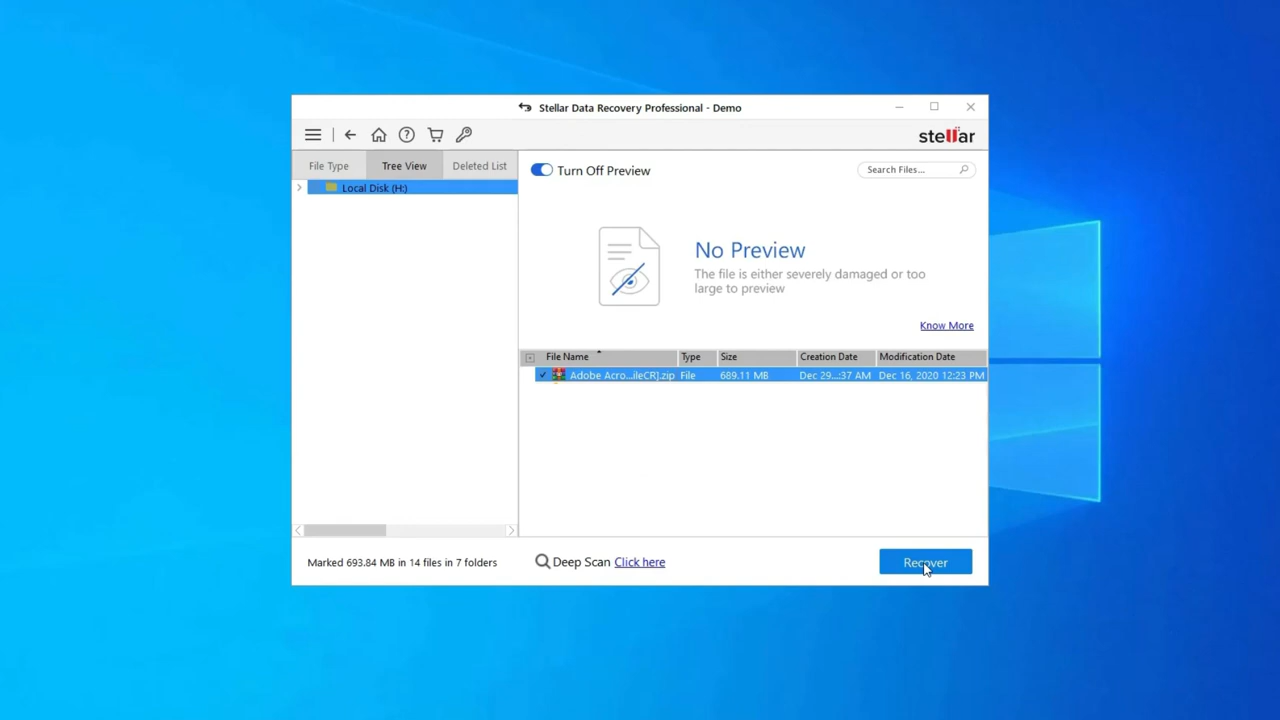 Stellar Data Recovery Professional - Demo
stellar
File Type Tree View Deleted List
Turn Off Preview
Search Files...
Local Disk (H:)
No Preview
The file is either severely damaged or too
large to preview
Know More
File Name Type Size Creation Date Modification Date
Adobe Acro...ileCR].zip File 689.11 MB Dec 29...:37 AM Dec 16, 2020 12:23 PM
Marked 693.84 MB in 14 files in 7 folders
Deep Scan Click here
Recover